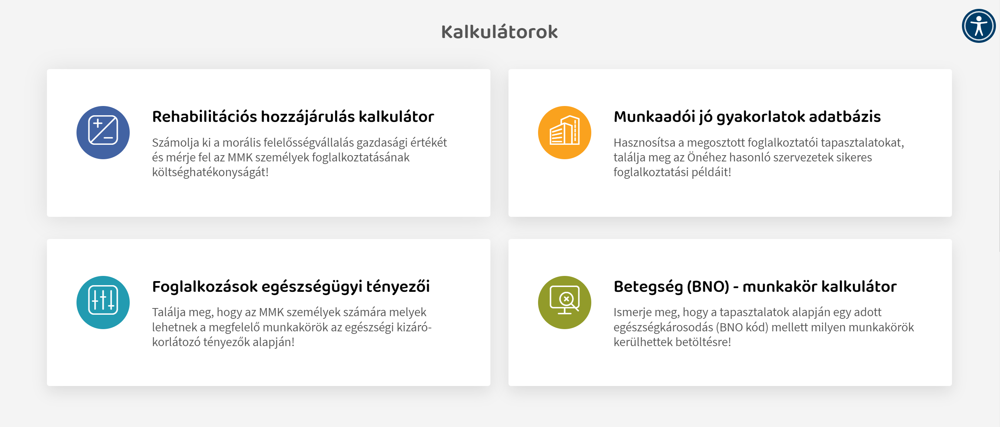 Kalkulátorok
Rehabilitációs hozzájárulás kalkulátor
Számolja ki a morális felelősségvállalás gazdasági értékét
és mérje fel az MMK személyek foglalkoztatásának
költséghatékonyságát!
Munkaadói jó gyakorlatok adatbázis
Hasznosítsa a megosztott foglalkoztatói tapasztalatokat,
találja meg az Önéhez hasonló szervezetek sikeres
foglalkoztatási példáit!
Foglalkozások egészségügyi tényezői
Találja meg, hogy az MMK személyek számára melyek
lehetnek a megfelelő munkakörök az egészségi kizáró-
korlátozó tényezők alapján!
Betegség (BNO) - munkakör kalkulátor
Ismerje meg, hogy a tapasztalatok alapján egy adott
egészségkárosodás (BNO kód) mellett milyen munkakörök
kerülhettek betöltésre!